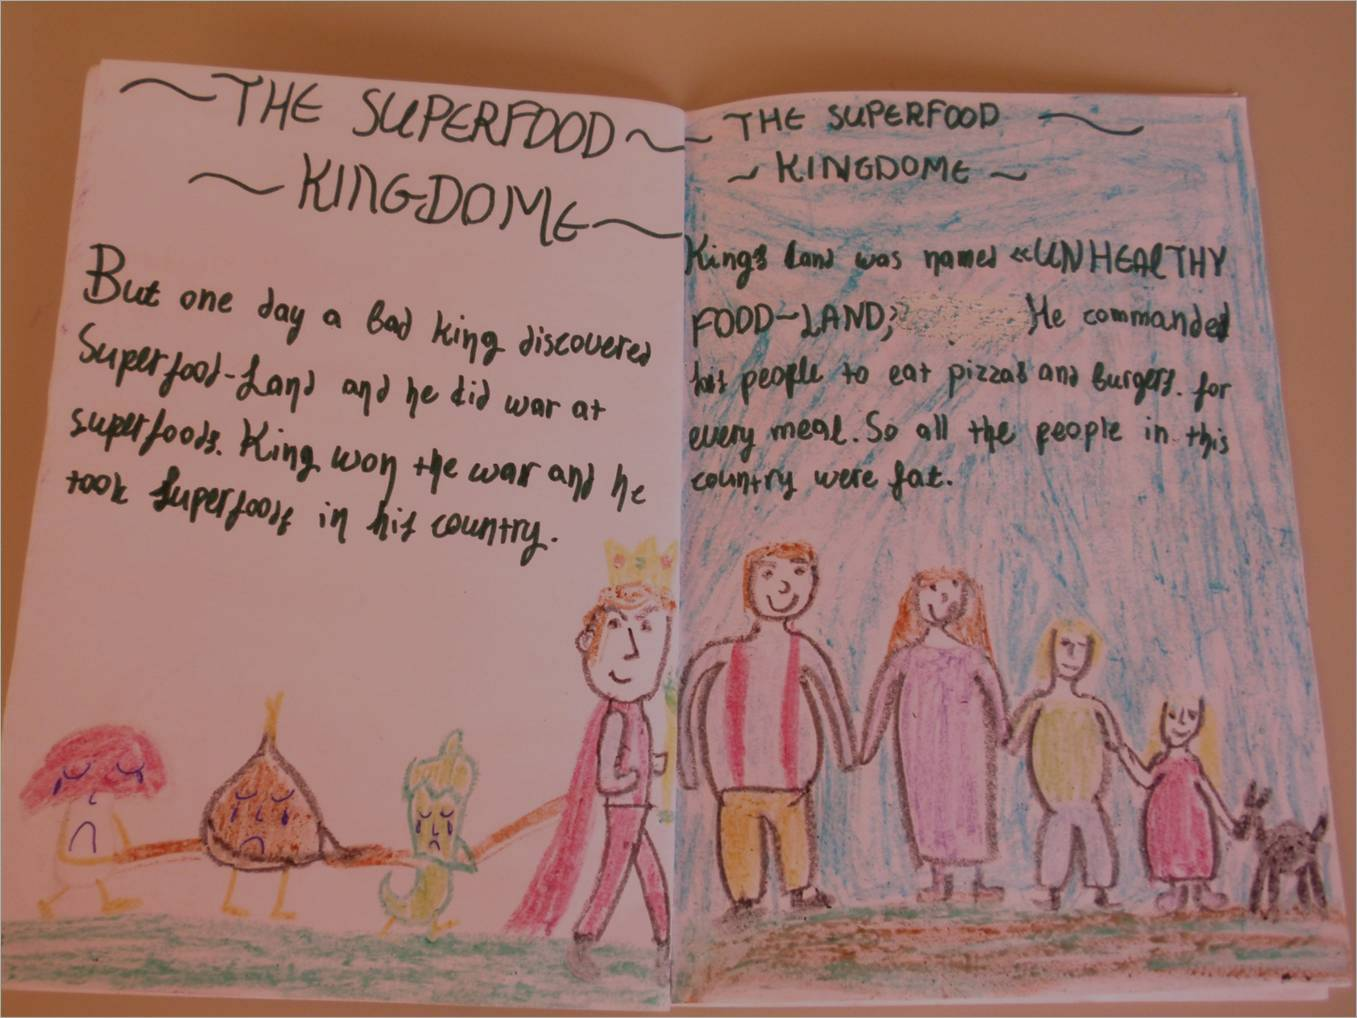 THE SUPERFOOD
KINGDOME
But one day a bad king discovered
Superfood-Land and he did war at
superfoods. King won the war and he
took superfoods in his country.
THE SUPERFOOD
KINGDOME
King's land was named «UNHEALTHY
FOOD-LAND» He commanded
his people to eat pizzas and burgers. for
every meal. So all the people in this
country were fat.